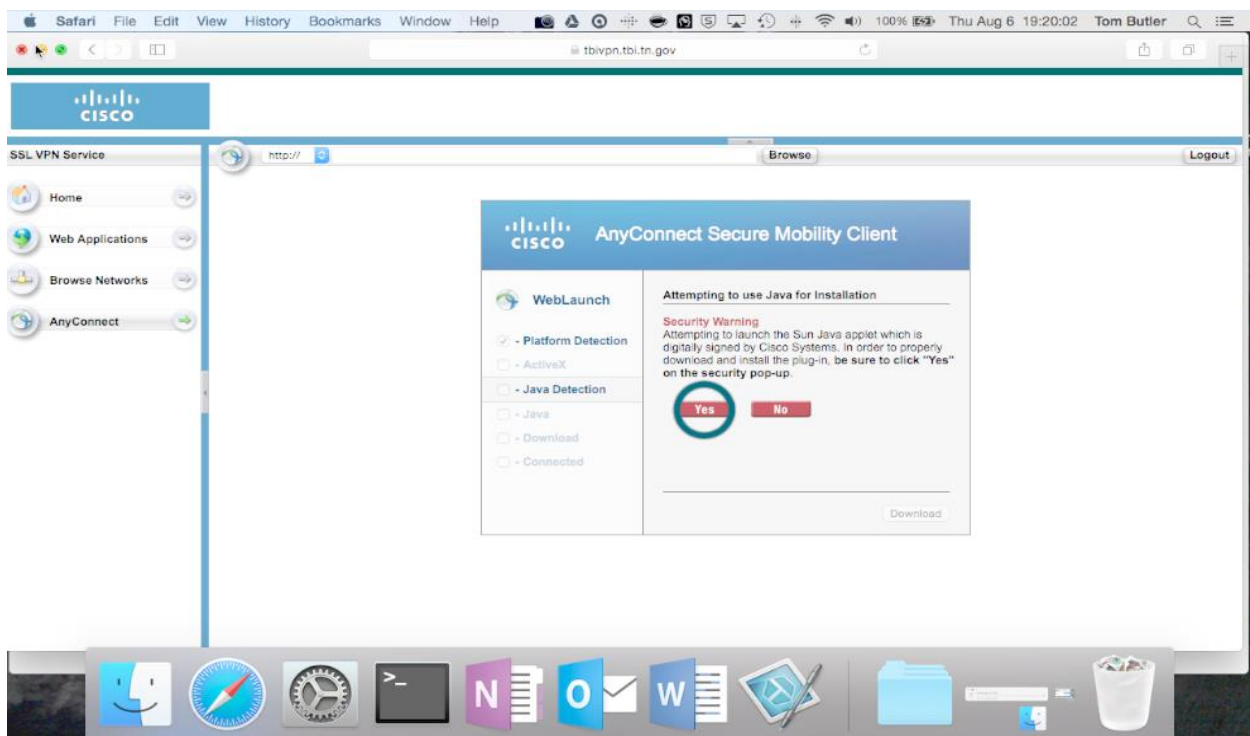 Safari File Edit View History Bookmarks Window Help 100% Thu Aug 6 19:20:02 Tom Butler
tbivpn.tbi.tn.gov
CISCO
SSL VPN Service
http://
Browse
Logout
Home
Web Applications
Browse Networks
AnyConnect
CISCO
AnyConnect Secure Mobility Client
WebLaunch
- Platform Detection
- ActiveX
- Java Detection
- Java
- Download
- Connected
Attempting to use Java for Installation
Security Warning
Attempting to launch the Sun Java applet which is
digitally signed by Cisco Systems. In order to properly
download and install the plug-in, be sure to click "Yes"
on the security pop-up.
Yes
No
Download
>_
N
O
W